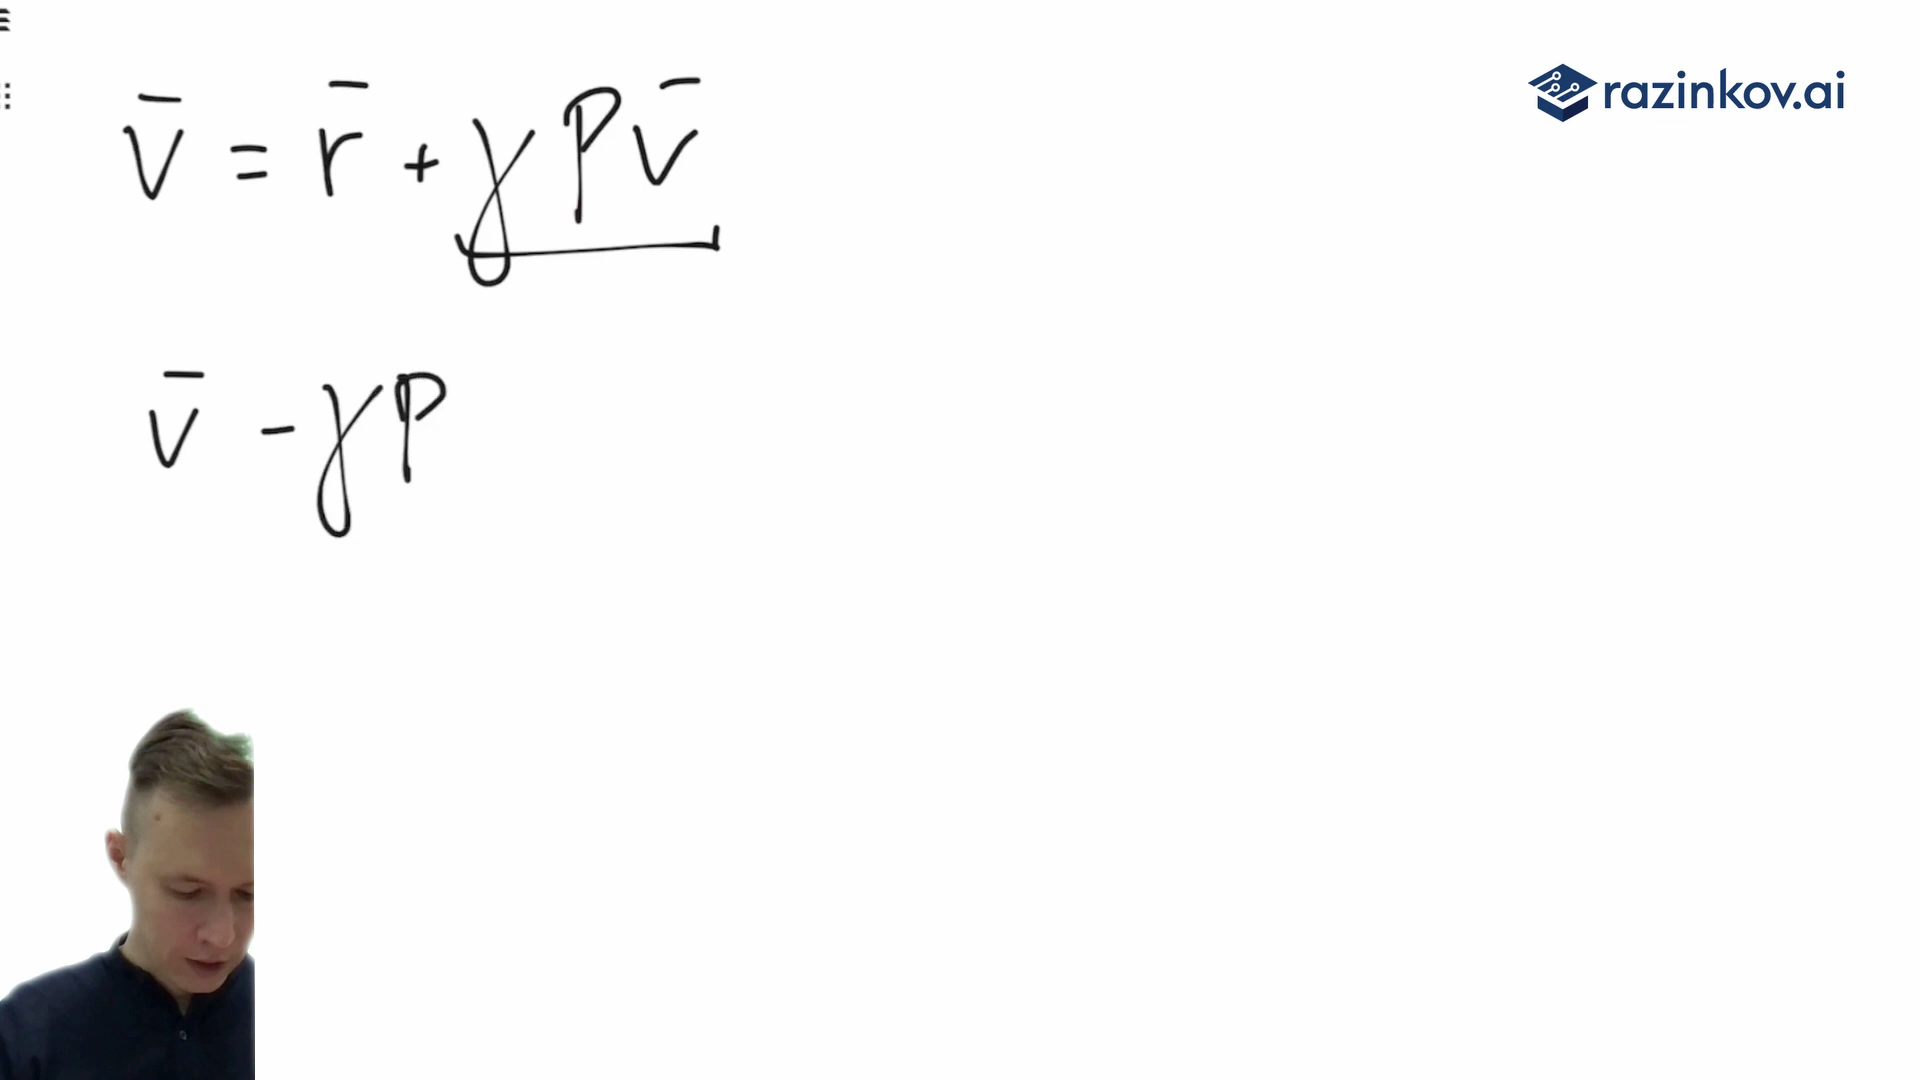 razinkov.ai
v̄ = r̄ + γPv̄
v̄ - γP